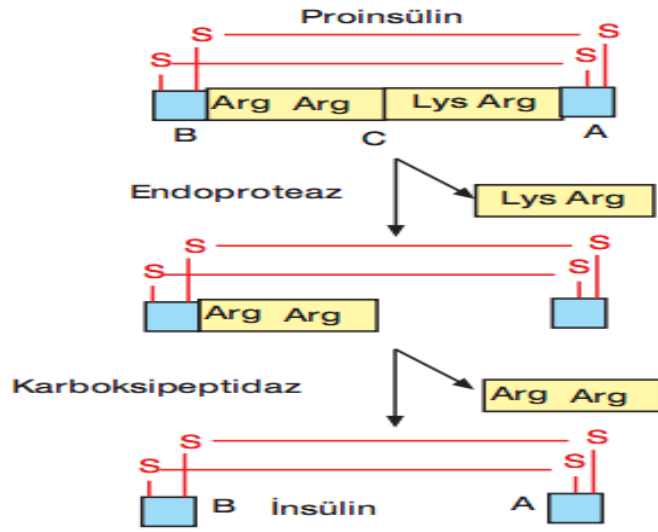 Proinsülin
S S
S S
Arg Arg Lys Arg
B C A
Endoproteaz
Lys Arg
S S
S S
Arg Arg
Karboksipeptidaz
Arg Arg
S S
S S
B İnsülin A